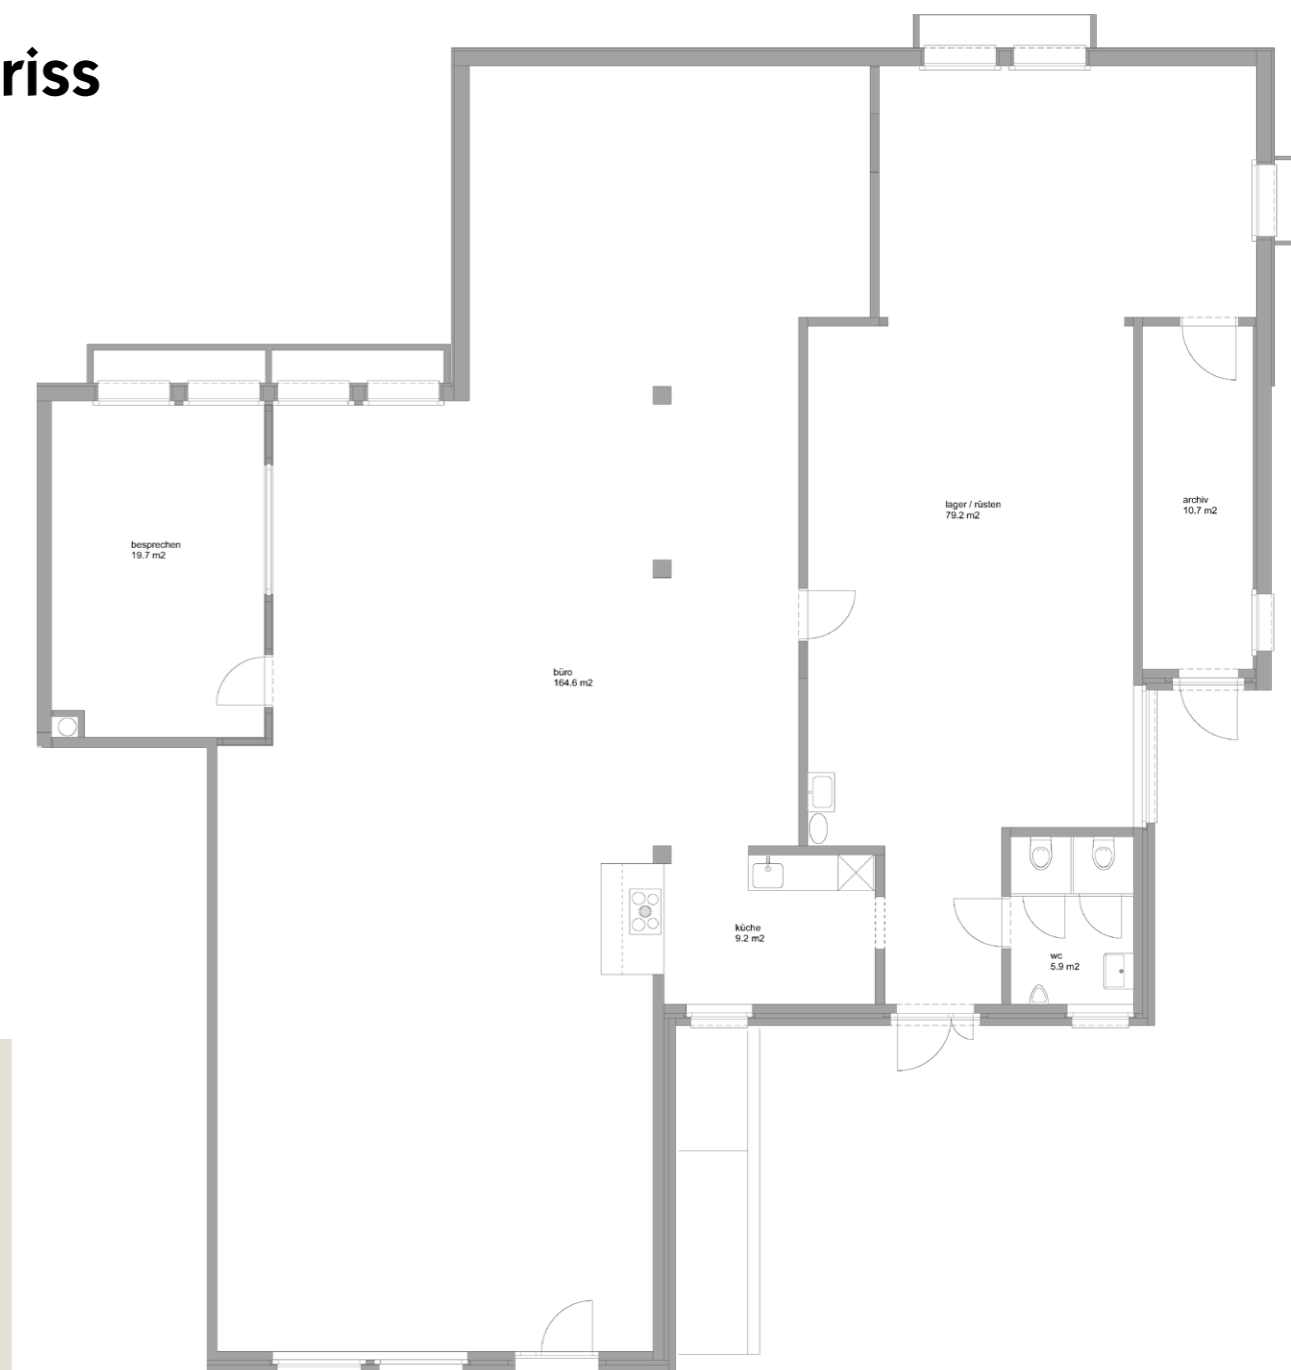 riss
lager / rüsten
79.2 m2
archiv
10.7 m2
besprechen
19.7 m2
büro
164.6 m2
küche
9.2 m2
wc
5.9 m2